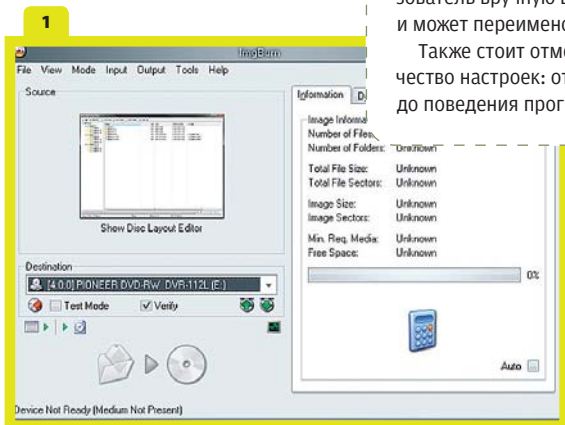 1
зователь вручную
и может переимено
Также стоит отме
чество настроек: от
до поведения прог
ImgBurn
File View Mode Input Output Tools Help
Source
Show Disc Layout Editor
Destination
[4:0:0] PIONEER DVD-RW DVR-112L (E:)
Test Mode
Verify
Device Not Ready (Medium Not Present)
Information
Image Informa
Number of Files:
Number of Folders: Unknown
Total File Size: Unknown
Total File Sectors: Unknown
Image Size: Unknown
Image Sectors: Unknown
Min. Req. Media: Unknown
Free Space: Unknown
0%
Auto